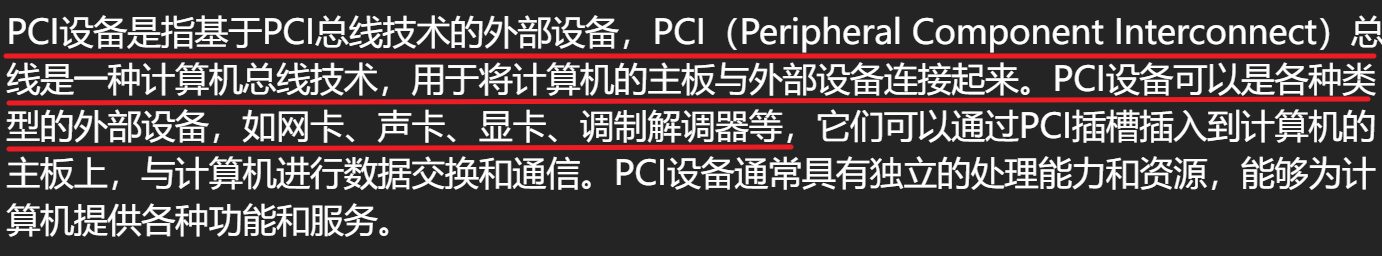 PCI设备是指基于PCI总线技术的外部设备，PCI（Peripheral Component Interconnect）总
线是一种计算机总线技术，用于将计算机的主板与外部设备连接起来。PCI设备可以是各种类
型的外部设备，如网卡、声卡、显卡、调制解调器等，它们可以通过PCI插槽插入到计算机的
主板上，与计算机进行数据交换和通信。PCI设备通常具有独立的处理能力和资源，能够为计
算机提供各种功能和服务。